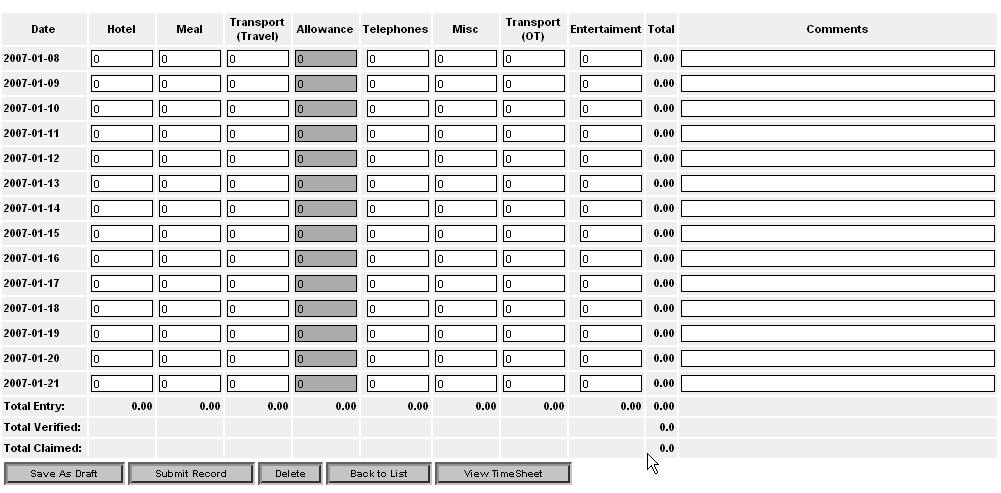 Date Hotel Meal Transport (Travel) Allowance Telephones Misc Transport (OT) Entertaiment Total Comments
2007-01-08 0 0 0 0 0 0 0 0 0.00
2007-01-09 0 0 0 0 0 0 0 0 0.00
2007-01-10 0 0 0 0 0 0 0 0 0.00
2007-01-11 0 0 0 0 0 0 0 0 0.00
2007-01-12 0 0 0 0 0 0 0 0 0.00
2007-01-13 0 0 0 0 0 0 0 0 0.00
2007-01-14 0 0 0 0 0 0 0 0 0.00
2007-01-15 0 0 0 0 0 0 0 0 0.00
2007-01-16 0 0 0 0 0 0 0 0 0.00
2007-01-17 0 0 0 0 0 0 0 0 0.00
2007-01-18 0 0 0 0 0 0 0 0 0.00
2007-01-19 0 0 0 0 0 0 0 0 0.00
2007-01-20 0 0 0 0 0 0 0 0 0.00
2007-01-21 0 0 0 0 0 0 0 0 0.00
Total Entry: 0.00 0.00 0.00 0.00 0.00 0.00 0.00 0.00 0.00
Total Verified: 0.0
Total Claimed: 0.0
Save As Draft Submit Record Delete Back to List View TimeSheet